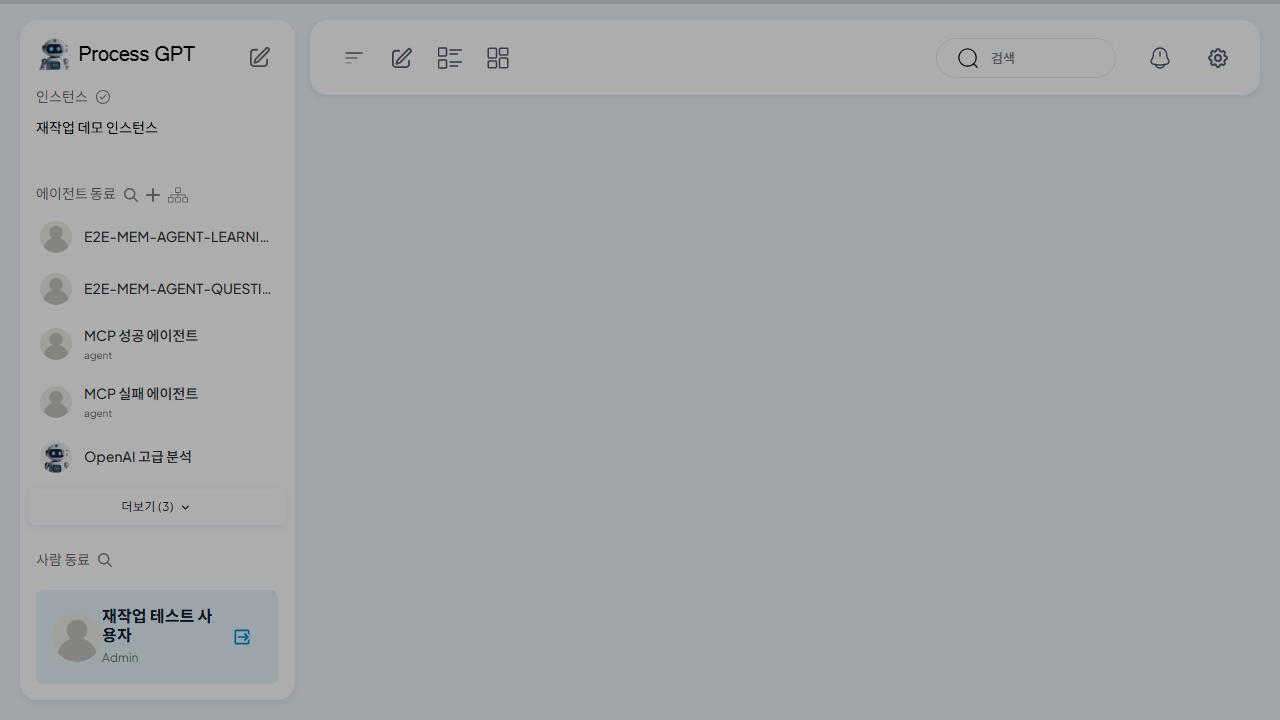 Process GPT
검색
인스턴스
재작업 데모 인스턴스
에이전트 동료
E2E-MEM-AGENT-LEARNI...
E2E-MEM-AGENT-QUESTI...
MCP 성공 에이전트
agent
MCP 실패 에이전트
agent
OpenAI 고급 분석
더보기 (3)
사람 동료
재작업 테스트 사
용자
Admin